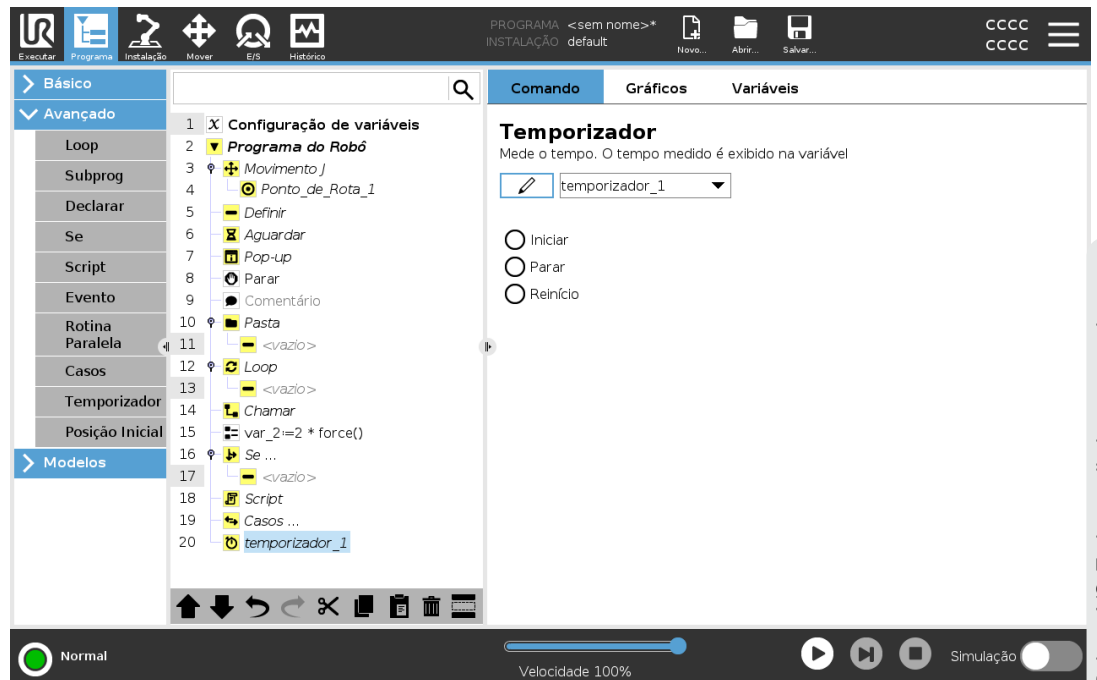 UR
Executar
Programa
Instalação
Mover
E/S
Histórico
PROGRAMA <sem nome>*
INSTALAÇÃO default
Novo...
Abrir...
Salvar...
CCCC
CCCC
Básico
Avançado
Loop
Subprog
Declarar
Se
Script
Evento
Rotina
Paralela
Casos
Temporizador
Posição Inicial
Modelos
1 X Configuração de variáveis
2 Programa do Robô
3 Movimento J
4 Ponto_de_Rota_1
5 Definir
6 Aguardar
7 Pop-up
8 Parar
9 Comentário
10 Pasta
11 <vazio>
12 Loop
13 <vazio>
14 Chamar
15 var_2:=2 * force()
16 Se ...
17 <vazio>
18 Script
19 Casos ...
20 temporizador_1
Comando Gráficos Variáveis
Temporizador
Mede o tempo. O tempo medido é exibido na variável
temporizador_1
Iniciar
Parar
Reinício
Normal
Velocidade 100%
Simulação